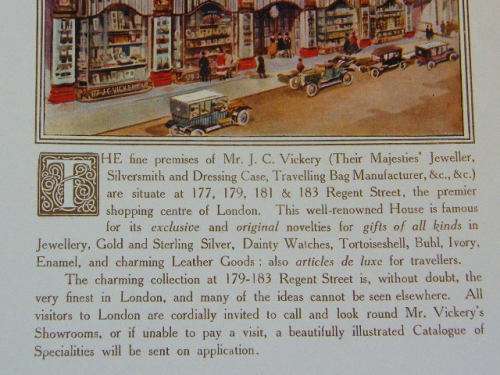 J.C. VICKERY
THE fine premises of Mr. J. C. Vickery (Their Majesties' Jeweller,
Silversmith and Dressing Case, Travelling Bag Manufacturer, &c., &c.)
are situate at 177, 179, 181 & 183 Regent Street, the premier
shopping centre of London. This well-renowned House is famous
for its exclusive and original novelties for gifts of all kinds in
Jewellery, Gold and Sterling Silver, Dainty Watches, Tortoiseshell, Buhl, Ivory,
Enamel, and charming Leather Goods : also articles de luxe for travellers.
The charming collection at 179-183 Regent Street is, without doubt, the
very finest in London, and many of the ideas cannot be seen elsewhere. All
visitors to London are cordially invited to call and look round Mr. Vickery's
Showrooms, or if unable to pay a visit, a beautifully illustrated Catalogue of
Specialities will be sent on application.